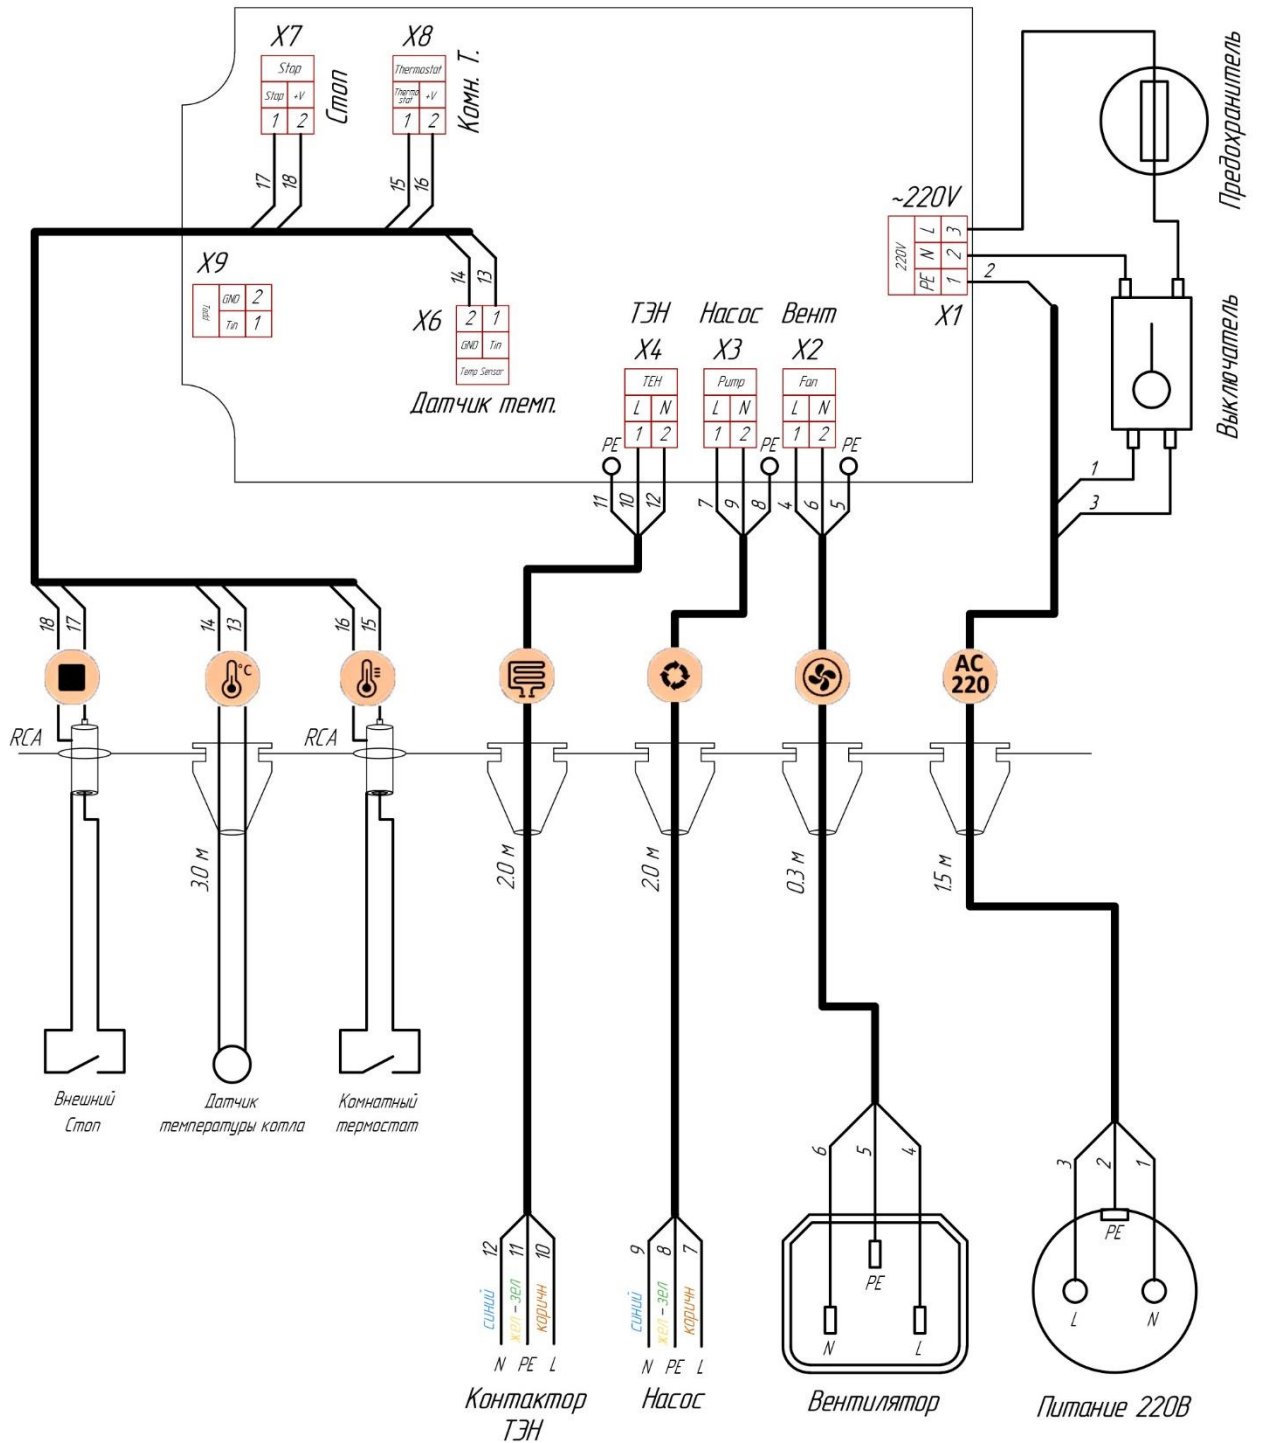 X7
Stop
Stop +V
1 2
Стоп
17 18
X8
Thermostat
Thermo
stat +V
1 2
Комн. Т.
15 16
Предохранитель
~220V
220V
L 3
N 2
PE 1
X1
2
Выключатель
1
3
X9
GND 2
Tin 1
14 13
X6
2 1
GND Tin
Temp Sensor
Датчик темп.
ТЭН
X4
TEH
L N
1 2
PE
11 10 12
Насос
X3
Pump
L N
1 2
PE
7 9 8
Вент
X2
Fan
L N
1 2
PE
4 6 5
18 17
14 13
16 15
°C
AC
220
RCA
RCA
3.0 м
2.0 м
2.0 м
0.3 м
1.5 м
Внешний
Стоп
Датчик
температуры котла
Комнатный
термостат
12 11 10
синий
жел - зел
коричн
N PE L
Контактор
ТЭН
9 8 7
синий
жел - зел
коричн
N PE L
Насос
6 5 4
PE
N L
Вентилятор
3 2 1
PE
L N
Питание 220В